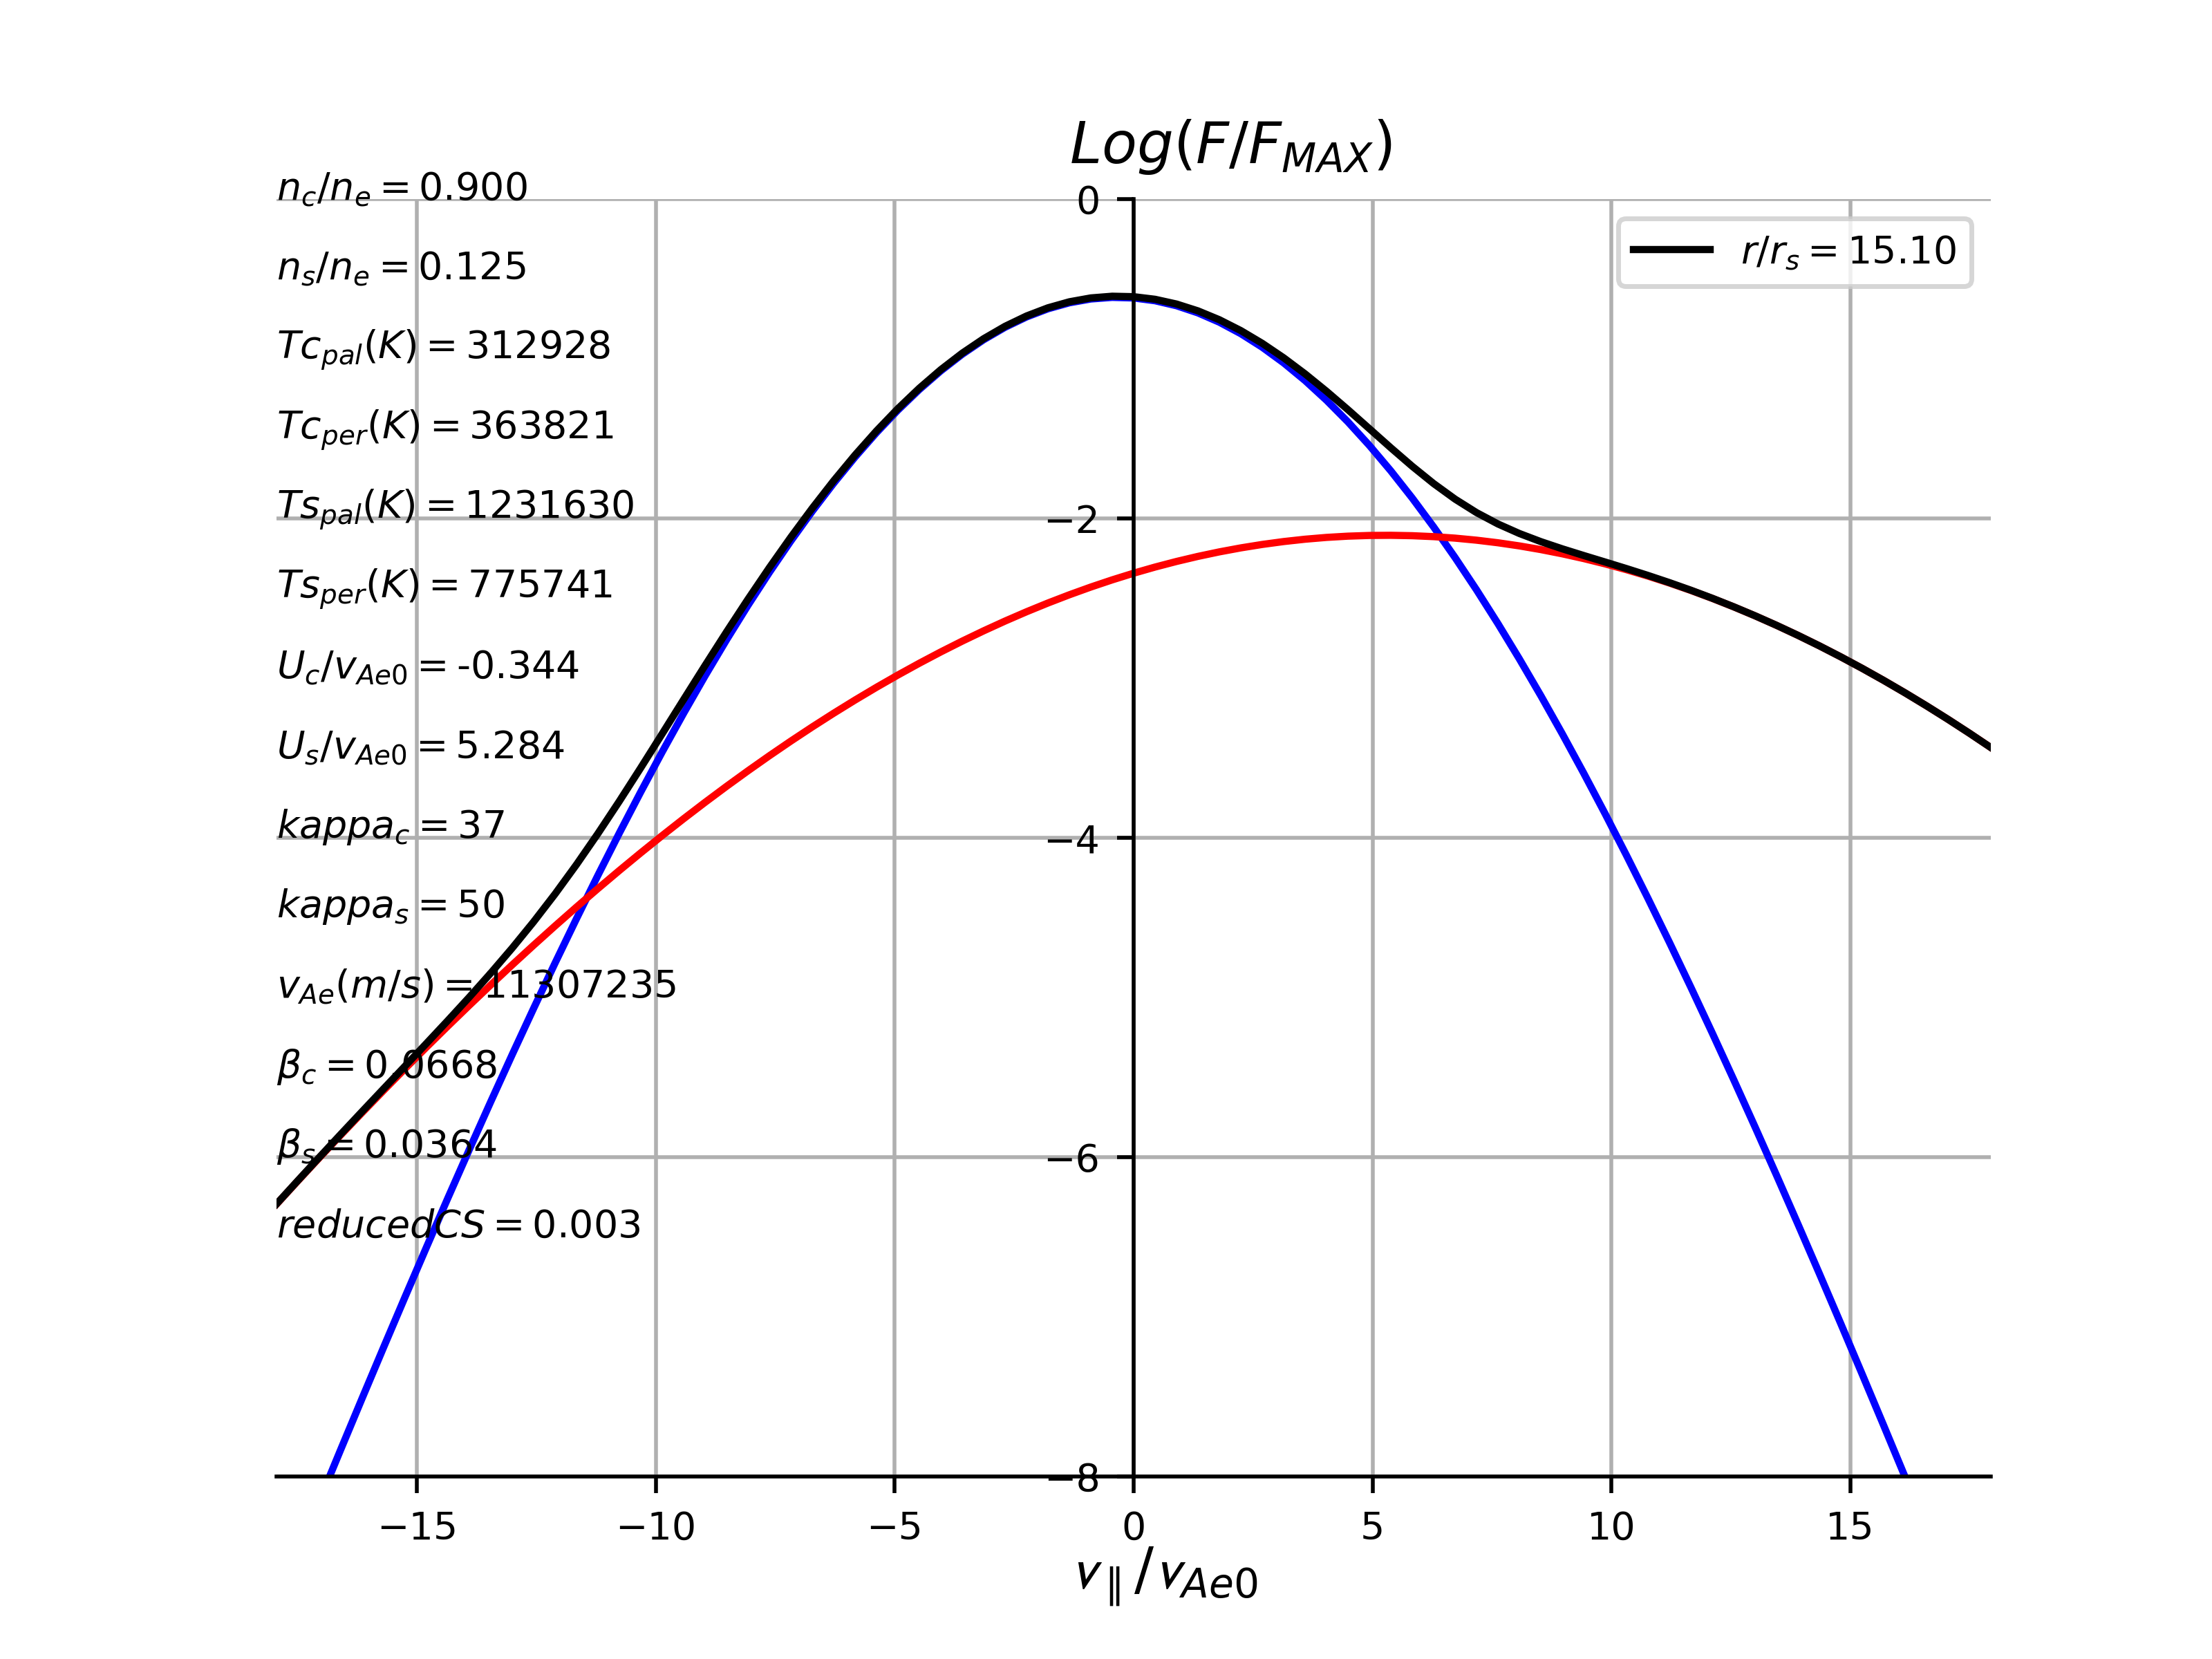 Log(F/F_MAX)
n_c/n_e = 0.900
0
r/r_s = 15.10
n_s/n_e = 0.125
Tc_pal(K) = 312928
Tc_per(K) = 363821
Ts_pal(K) = 1231630
−2
Ts_per(K) = 775741
U_c/v_Ae0 = -0.344
U_s/v_Ae0 = 5.284
kappa_c = 37
−4
kappa_s = 50
v_Ae(m/s) = 11307235
β_c = 0.0668
β_s = 0.0364
−6
reducedCS = 0.003
−8
−15 −10 −5 0 5 10 15
v_∥/v_Ae0